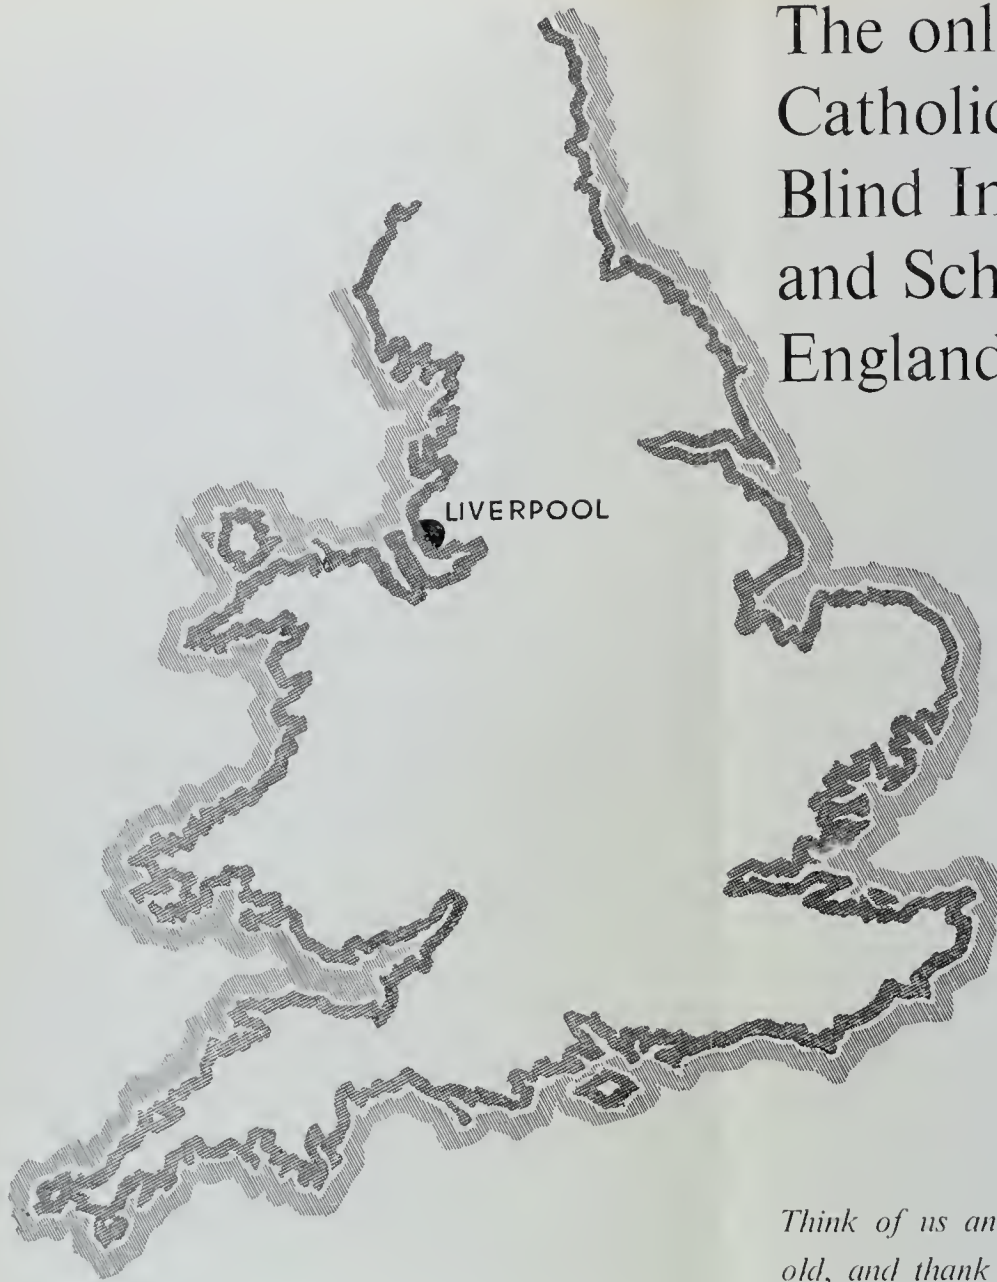 The onl
Catholic
Blind In
and Sch
England
LIVERPOOL
Think of us an
old, and thank